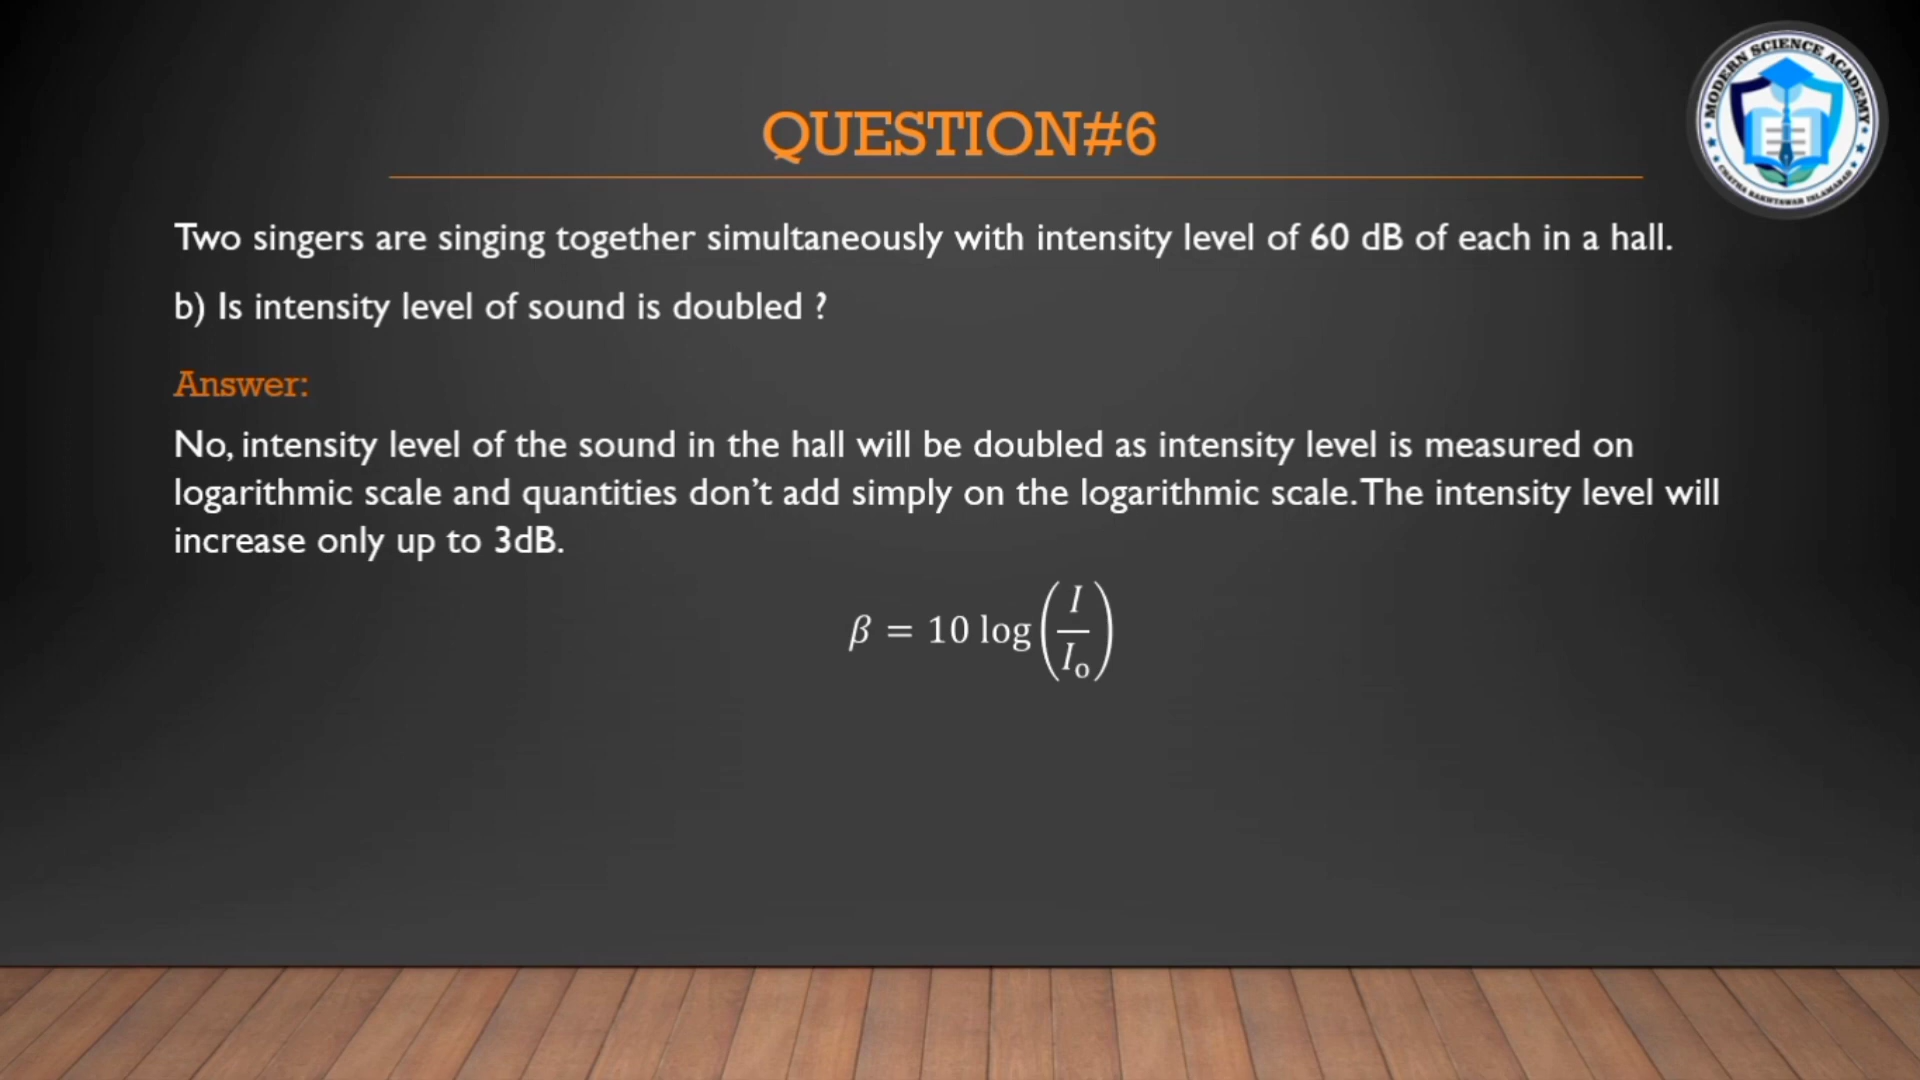 MODERN SCIENCE ACADEMY
CHATHA BAKHTAWAR ISLAMABAD
QUESTION#6
Two singers are singing together simultaneously with intensity level of 60 dB of each in a hall.
b) Is intensity level of sound is doubled ?
Answer:
No, intensity level of the sound in the hall will be doubled as intensity level is measured on
logarithmic scale and quantities don’t add simply on the logarithmic scale. The intensity level will
increase only up to 3dB.
β = 10 log(I/I₀)